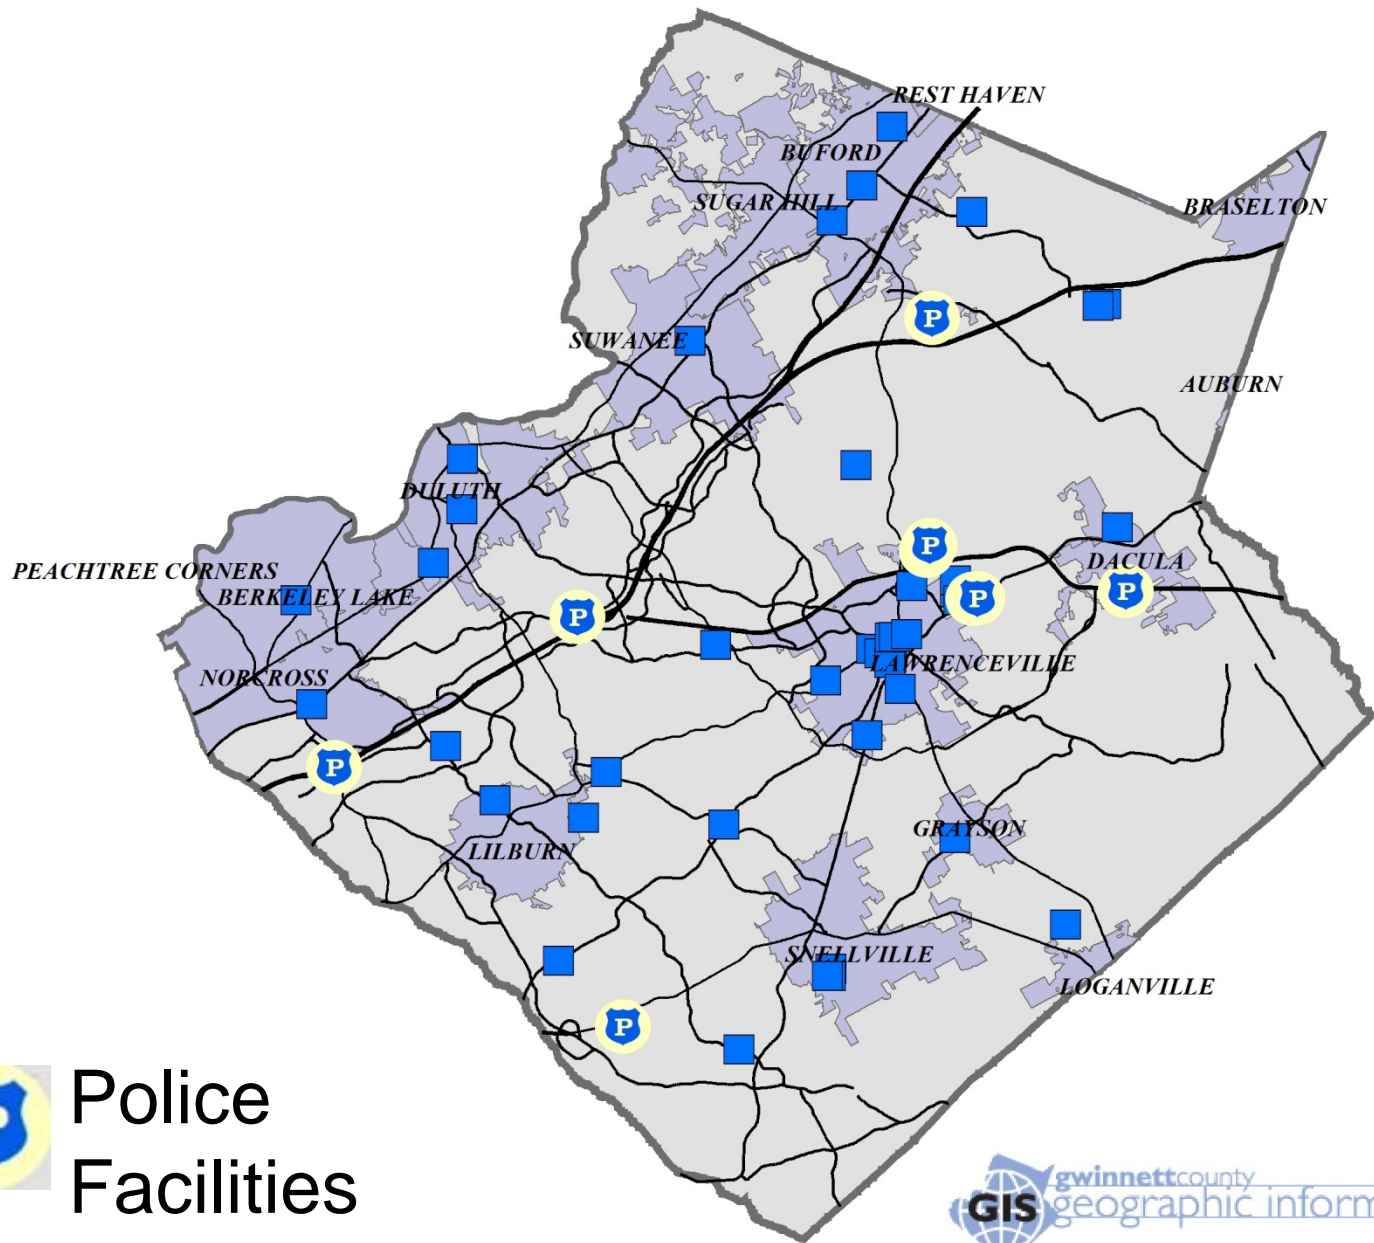 REST HAVEN
BUFORD
SUGAR HILL
BRASELTON
P
SUWANEE
AUBURN
DULUTH
P
PEACHTREE CORNERS
DACULA
BERKELEY LAKE
P
P
P
LAWRENCEVILLE
NORCROSS
P
GRAYSON
LILBURN
SNELLVILLE
LOGANVILLE
P
Police
Facilities
gwinnettcounty
GIS geographic inform